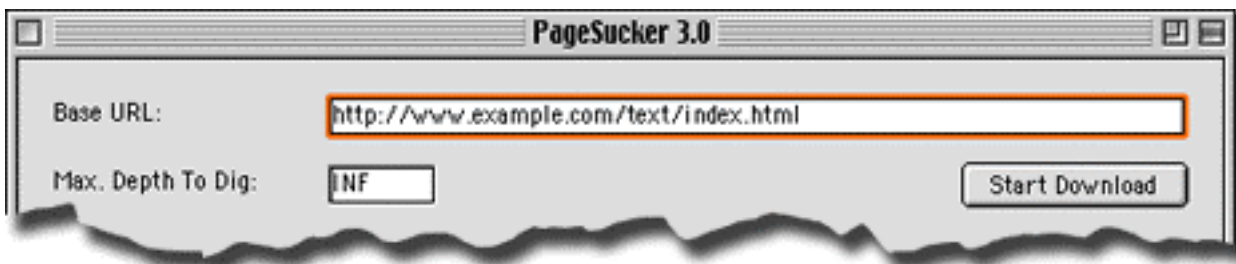 PageSucker 3.0
Base URL: http://www.example.com/text/index.html
Max. Depth To Dig: INF Start Download